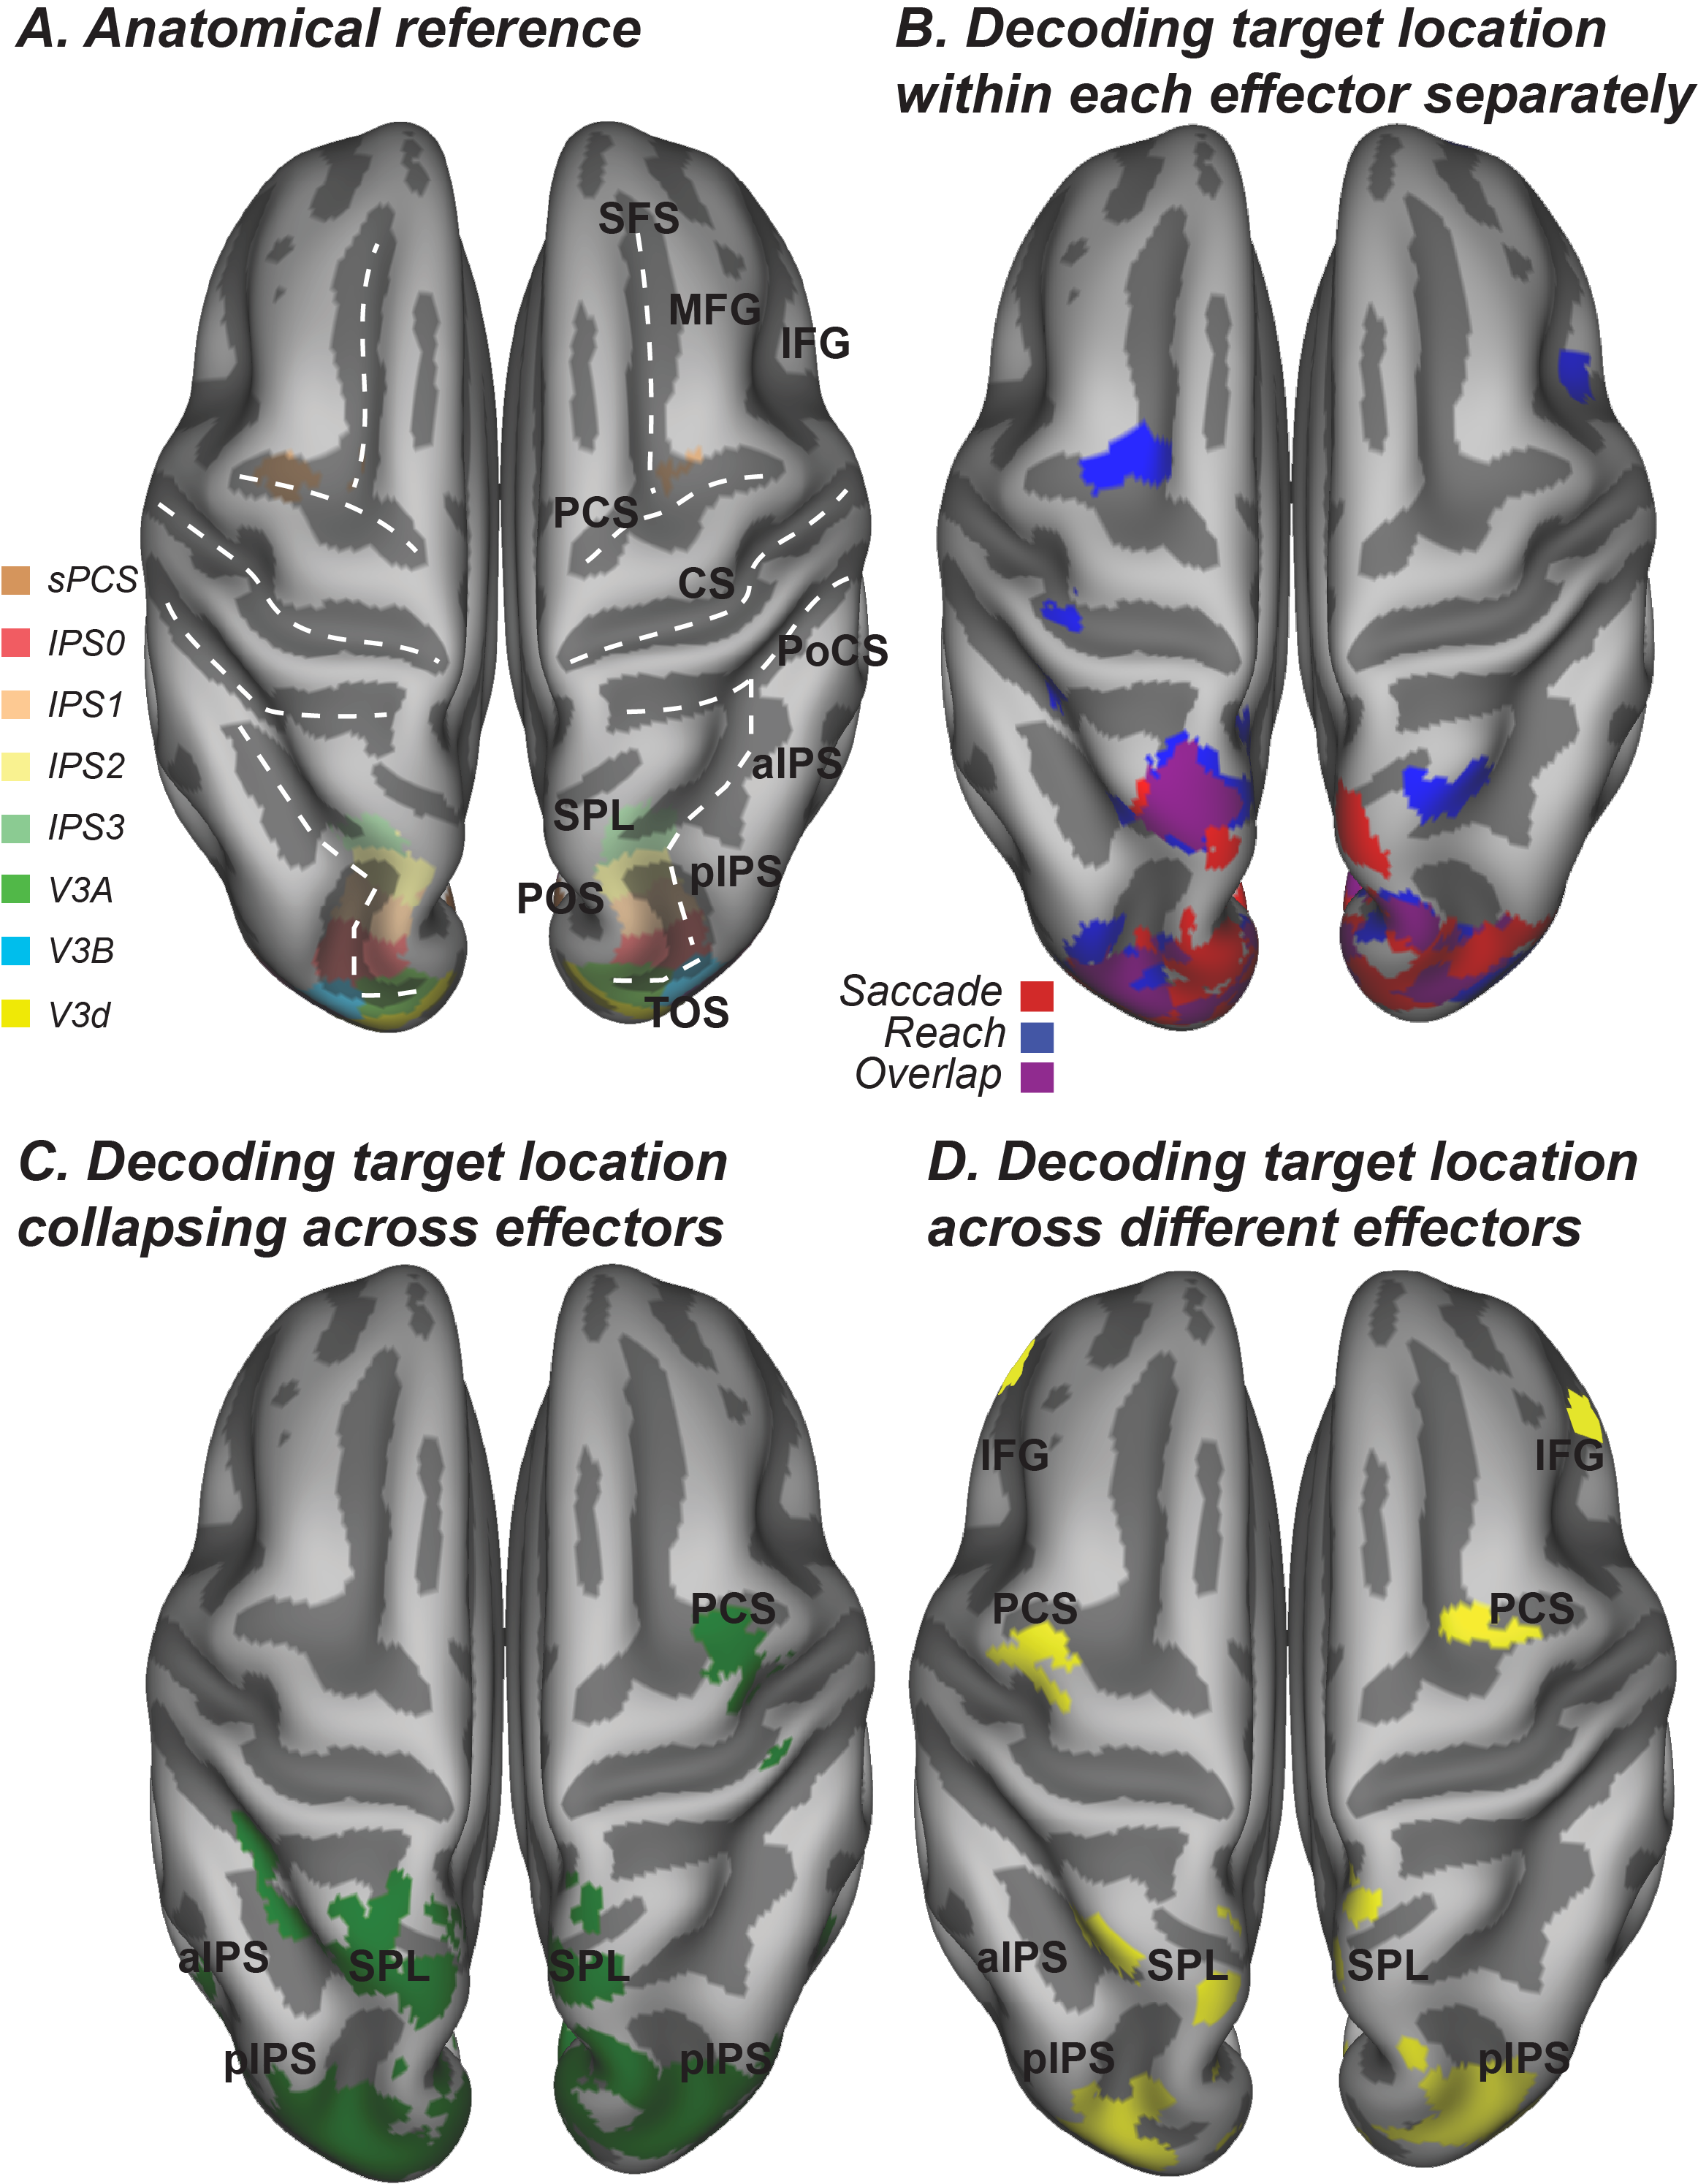 A. Anatomical reference
B. Decoding target location
within each effector separately
SFS
MFG
IFG
PCS
CS
PoCS
aIPS
SPL
pIPS
POS
TOS
sPCS
IPS0
IPS1
IPS2
IPS3
V3A
V3B
V3d
Saccade
Reach
Overlap
C. Decoding target location
collapsing across effectors
D. Decoding target location
across different effectors
PCS
aIPS
SPL
SPL
pIPS
pIPS
IFG
IFG
PCS
PCS
aIPS
SPL
SPL
pIPS
pIPS